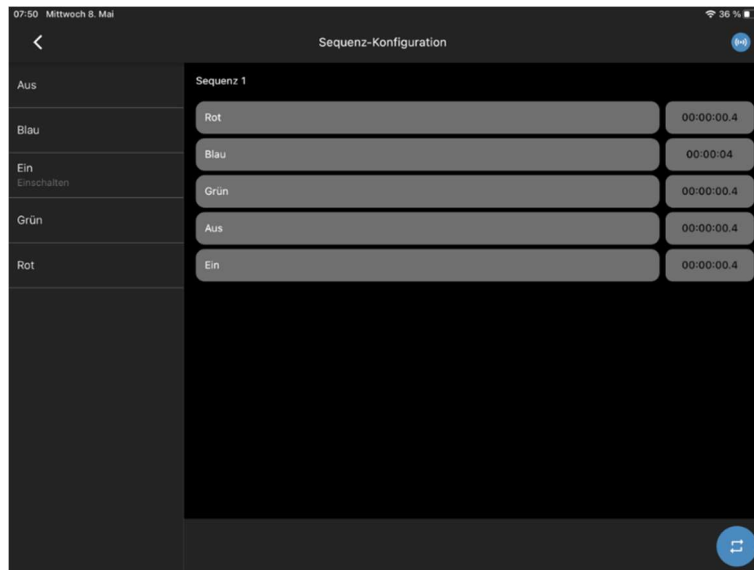 07:50 Mittwoch 8. Mai
36 %
Sequenz-Konfiguration
Aus
Blau
Ein
Einschalten
Grün
Rot
Sequenz 1
Rot 00:00:00.4
Blau 00:00:04
Grün 00:00:00.4
Aus 00:00:00.4
Ein 00:00:00.4